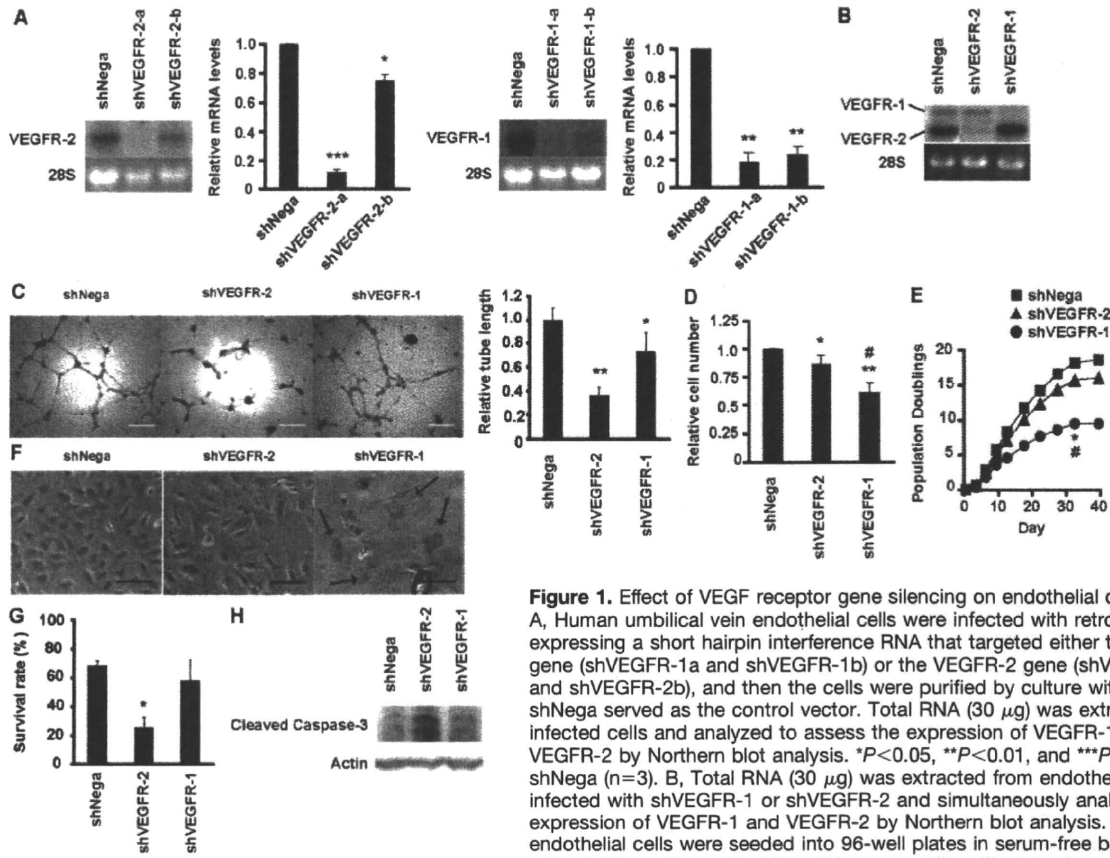 A
shNega
shVEGFR-2-a
shVEGFR-2-b
VEGFR-2
28S
Relative mRNA levels
1.0
0.8
0.6
0.4
0.2
0
***
*
shNega
shVEGFR-2-a
shVEGFR-2-b
shNega
shVEGFR-1-a
shVEGFR-1-b
VEGFR-1
28S
Relative mRNA levels
1.0
0.8
0.6
0.4
0.2
0
**
**
shNega
shVEGFR-1-a
shVEGFR-1-b
B
shNega
shVEGFR-2
shVEGFR-1
VEGFR-1
VEGFR-2
28S
C
shNega
shVEGFR-2
shVEGFR-1
Relative tube length
1.2
1.0
0.8
0.6
0.4
0.2
0
**
*
shNega
shVEGFR-2
shVEGFR-1
D
Relative cell number
1.25
1
0.75
0.5
0.25
0
*
#
**
shNega
shVEGFR-2
shVEGFR-1
E
shNega
shVEGFR-2
shVEGFR-1
Population Doublings
20
15
10
5
0
*
#
0 10 20 30 40
Day
F
shNega
shVEGFR-2
shVEGFR-1
G
Survival rate (%)
100
80
60
40
20
0
*
shNega
shVEGFR-2
shVEGFR-1
H
shNega
shVEGFR-2
shVEGFR-1
Cleaved Caspase-3
Actin
Figure 1. Effect of VEGF receptor gene silencing on endothelial
A, Human umbilical vein endothelial cells were infected with
expressing a short hairpin interference RNA that targeted either
gene (shVEGFR-1a and shVEGFR-1b) or the VEGFR-2 gene
and shVEGFR-2b), and then the cells were purified by culture
shNega served as the control vector. Total RNA (30 μg) was
infected cells and analyzed to assess the expression of VEGFR-1
VEGFR-2 by Northern blot analysis. *P<0.05, **P<0.01, and ***P
shNega (n=3). B, Total RNA (30 μg) was extracted from
infected with shVEGFR-1 or shVEGFR-2 and simultaneously
expression of VEGFR-1 and VEGFR-2 by Northern blot analysis.
endothelial cells were seeded into 96-well plates in serum-free